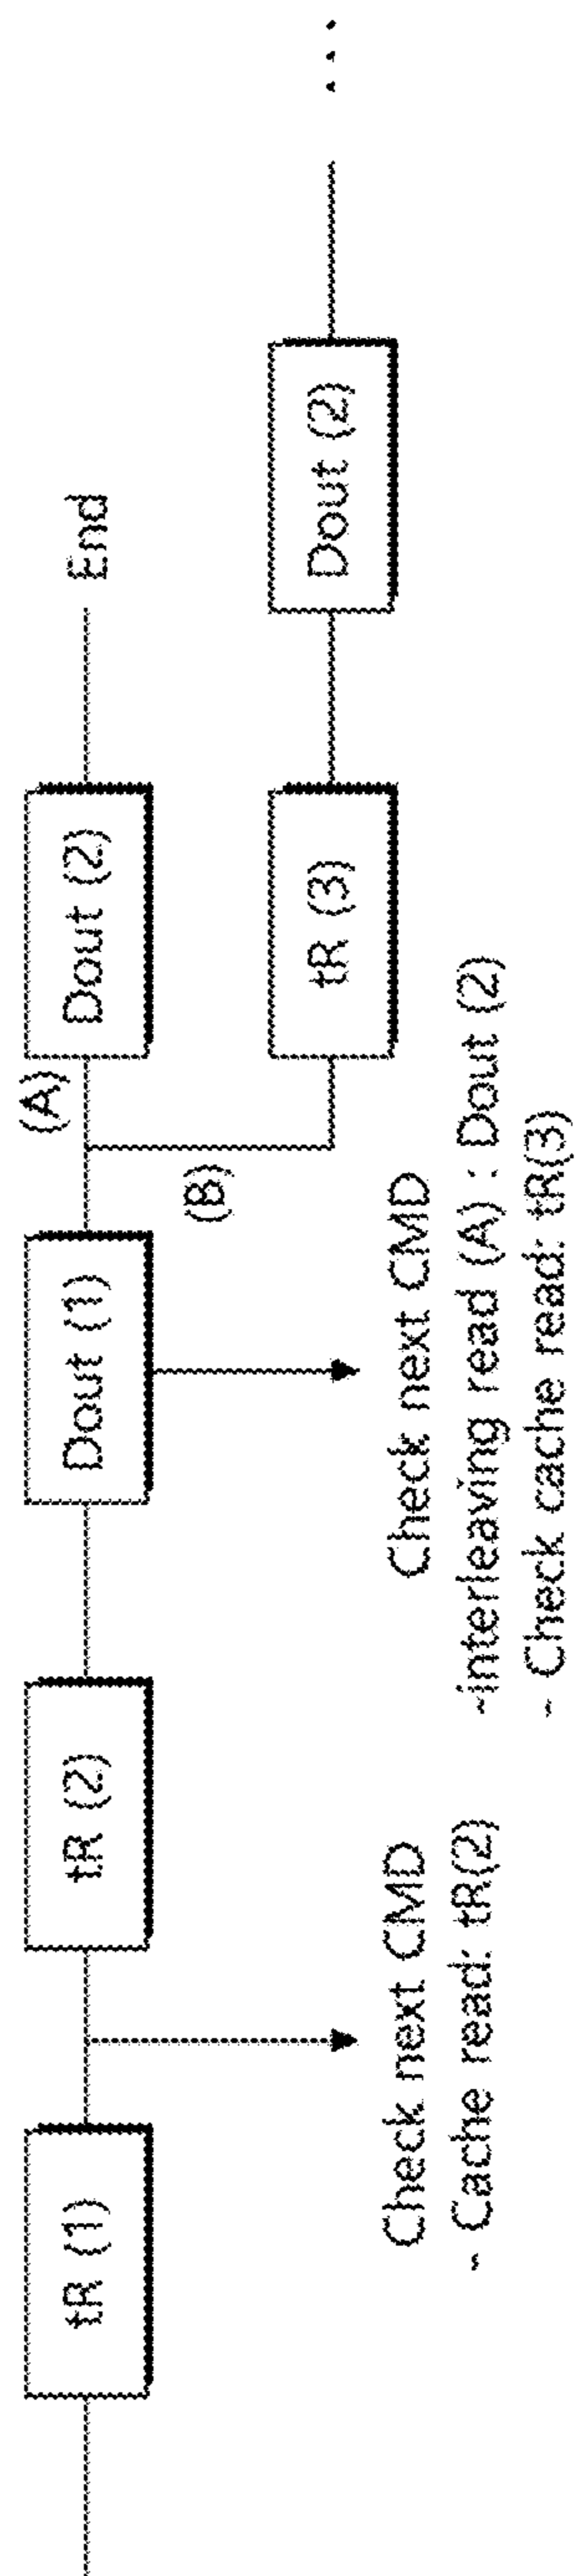 tR (1)
tR (2)
Dout (1)
(A)
Dout (2)
End
(B)
tR (3)
Dout (2)
...
Check next CMD
- Cache read: tR(2)
Check next CMD
-interleaving read (A) : Dout (2)
- Check cache read: tR(3)